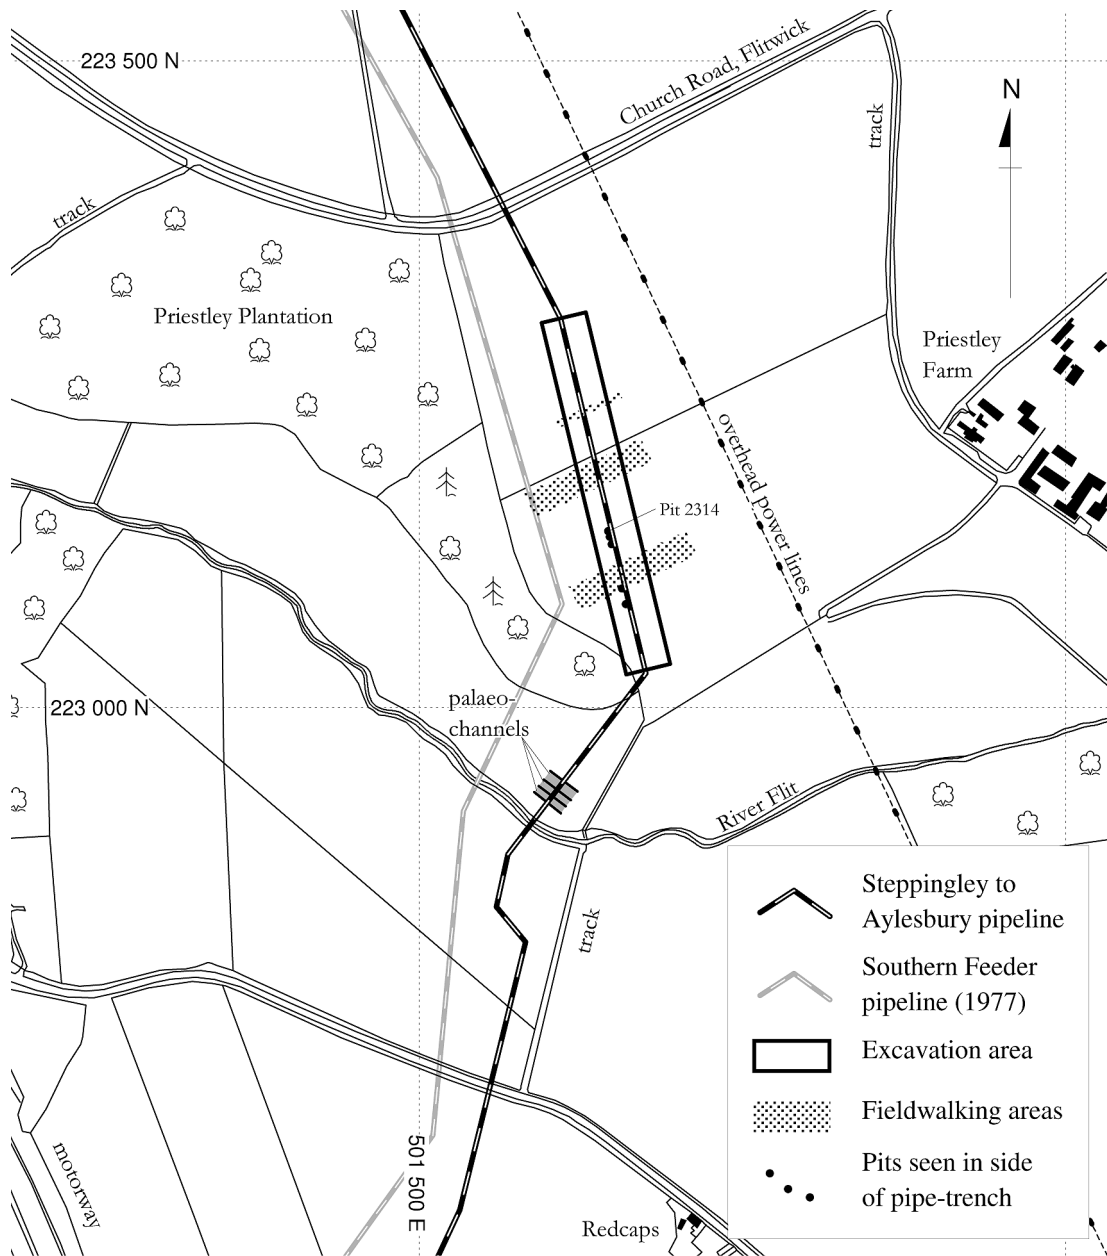 223 500 N
Church Road, Flitwick
track
N
track
Priestley Plantation
Priestley
Farm
overhead power lines
Pit 2314
223 000 N
palaeo-
channels
River Flit
track
501 500 E
motorway
Redcaps
Steppingley to
Aylesbury pipeline
Southern Feeder
pipeline (1977)
Excavation area
Fieldwalking areas
Pits seen in side
of pipe-trench